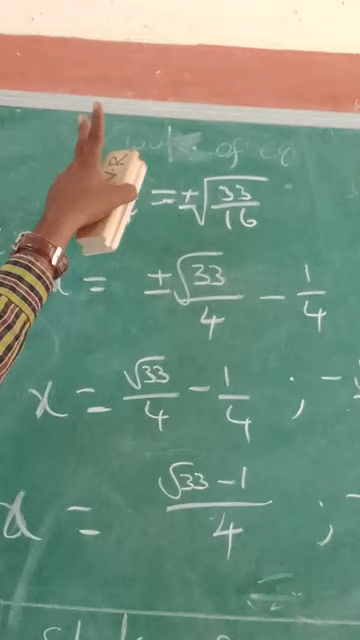 of
= ±√(33/16)
x = ±√33/4 − 1/4
x = √33/4 − 1/4 ; −
x = (√33 − 1)/4 ;